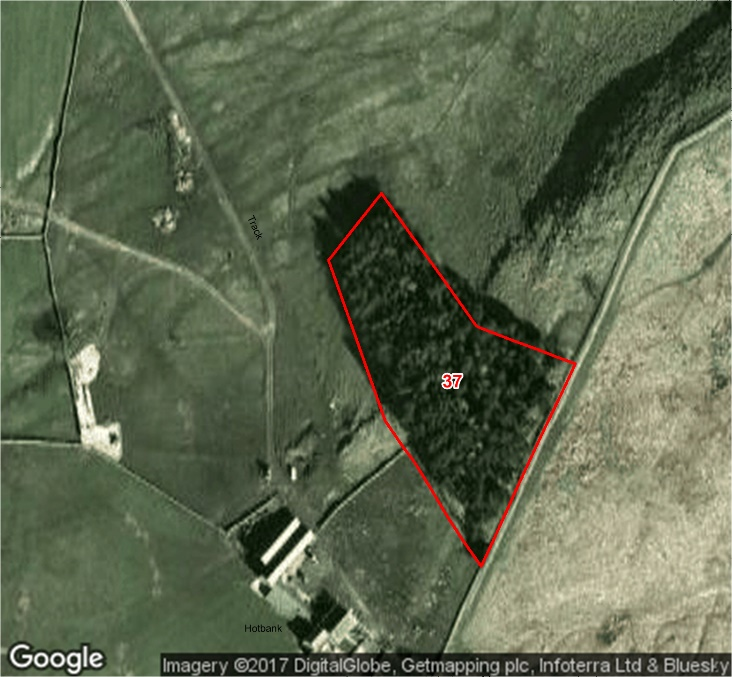 Track
37
Hotbank
Google
Imagery ©2017 DigitalGlobe, Getmapping plc, Infoterra Ltd & Bluesky